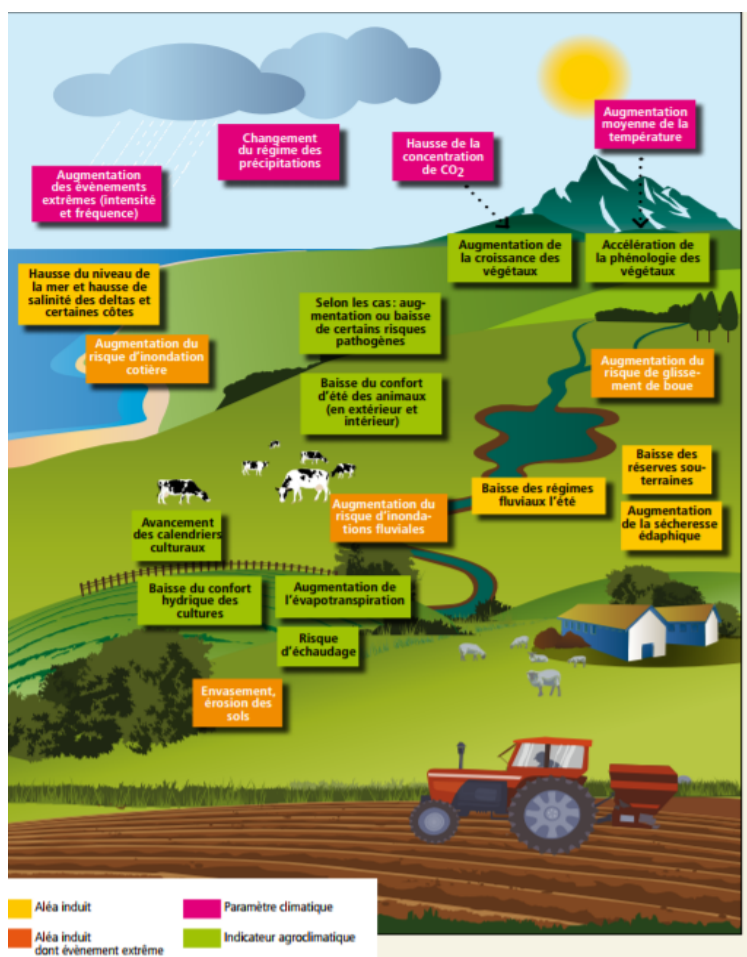 Augmentation
moyenne de la
température
Changement
du régime des
précipitations
Hausse de la
concentration
de CO2
Augmentation
des évènements
extrêmes (intensité
et fréquence)
Augmentation de
la croissance des
végétaux
Accélération de
la phénologie des
végétaux
Hausse du niveau de
la mer et hausse de
salinité des deltas et
certaines côtes
Selon les cas : aug-
mentation ou baisse
de certains risques
pathogènes
Augmentation du
risque d'inondation
cotière
Augmentation du
risque de glisse-
ment de boue
Baisse du confort
d'été des animaux
(en extérieur et
intérieur)
Baisse des
réserves sou-
terraines
Baisse des régimes
fluviaux l'été
Augmentation du
risque d'inonda-
tions fluviales
Augmentation
de la sécheresse
édaphique
Avancement
des calendriers
culturaux
Baisse du confort
hydrique des
cultures
Augmentation de
l'évapotranspiration
Risque
d'échaudage
Envasement,
érosion des
sols
Aléa induit
Paramètre climatique
Aléa induit
dont évènement extrême
Indicateur agroclimatique